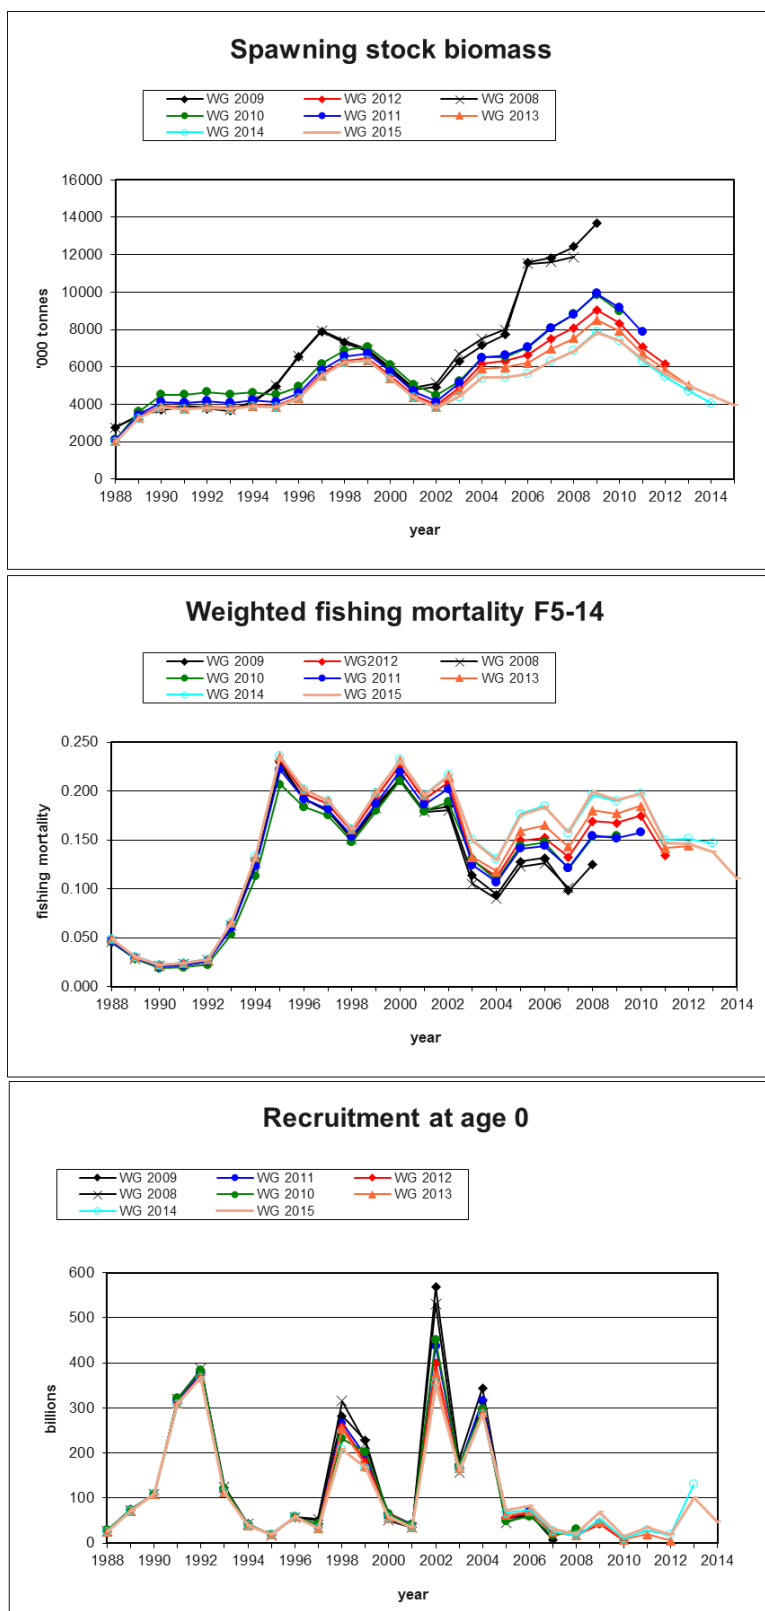 Spawning stock biomass
WG 2009 WG 2012 WG 2008
WG 2010 WG 2011 WG 2013
WG 2014 WG 2015
16000
14000
12000
10000
8000
6000
4000
2000
0
'000 tonnes
1988 1990 1992 1994 1996 1998 2000 2002 2004 2006 2008 2010 2012 2014
year
Weighted fishing mortality F5-14
WG 2009 WG2012 WG 2008
WG 2010 WG 2011 WG 2013
WG 2014 WG 2015
0.250
0.200
0.150
0.100
0.050
0.000
fishing mortality
1988 1990 1992 1994 1996 1998 2000 2002 2004 2006 2008 2010 2012 2014
year
Recruitment at age 0
WG 2009 WG 2011 WG 2012
WG 2008 WG 2010 WG 2013
WG 2014 WG 2015
600
500
400
300
200
100
0
billions
1988 1990 1992 1994 1996 1998 2000 2002 2004 2006 2008 2010 2012 2014
year